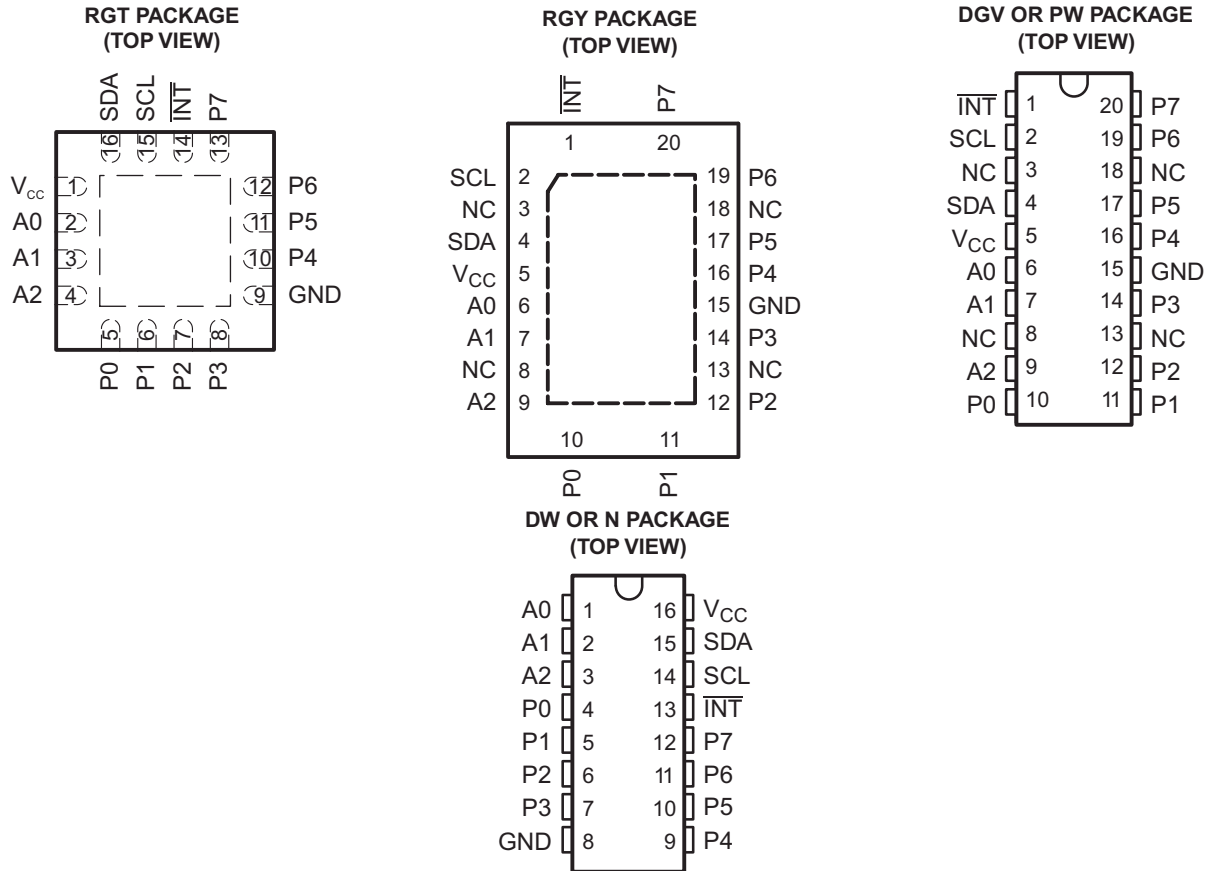 RGT PACKAGE
(TOP VIEW)
SDA SCL INT P7
16 15 14 13
VCC 1 12 P6
A0 2 11 P5
A1 3 10 P4
A2 4 9 GND
5 6 7 8
P0 P1 P2 P3
RGY PACKAGE
(TOP VIEW)
INT P7
1 20
SCL 2 19 P6
NC 3 18 NC
SDA 4 17 P5
VCC 5 16 P4
A0 6 15 GND
A1 7 14 P3
NC 8 13 NC
A2 9 12 P2
10 11
P0 P1
DGV OR PW PACKAGE
(TOP VIEW)
INT 1 20 P7
SCL 2 19 P6
NC 3 18 NC
SDA 4 17 P5
VCC 5 16 P4
A0 6 15 GND
A1 7 14 P3
NC 8 13 NC
A2 9 12 P2
P0 10 11 P1
DW OR N PACKAGE
(TOP VIEW)
A0 1 16 VCC
A1 2 15 SDA
A2 3 14 SCL
P0 4 13 INT
P1 5 12 P7
P2 6 11 P6
P3 7 10 P5
GND 8 9 P4